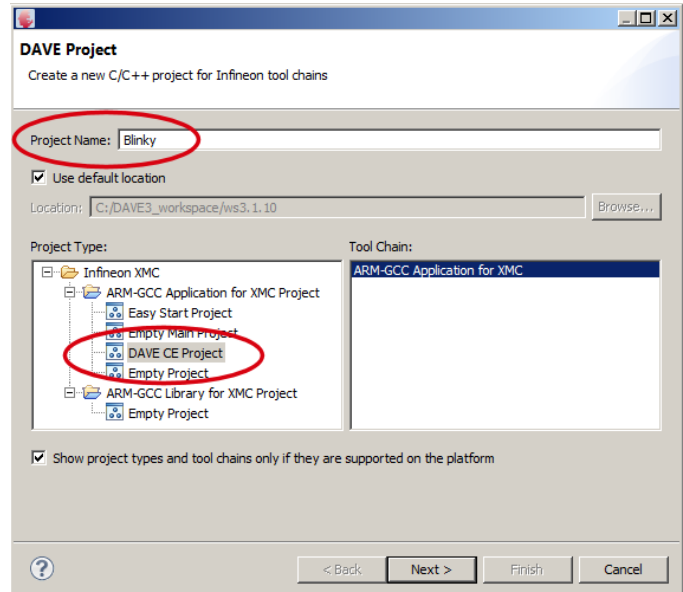 DAVE Project
Create a new C/C++ project for Infineon tool chains
Project Name: Blinky
Use default location
Location: C:/DAVE3_workspace/ws3.1.10 Browse...
Project Type: Tool Chain:
Infineon XMC
ARM-GCC Application for XMC Project
Easy Start Project
Empty Main Project
DAVE CE Project
Empty Project
ARM-GCC Library for XMC Project
Empty Project
ARM-GCC Application for XMC
Show project types and tool chains only if they are supported on the platform
? < Back Next > Finish Cancel